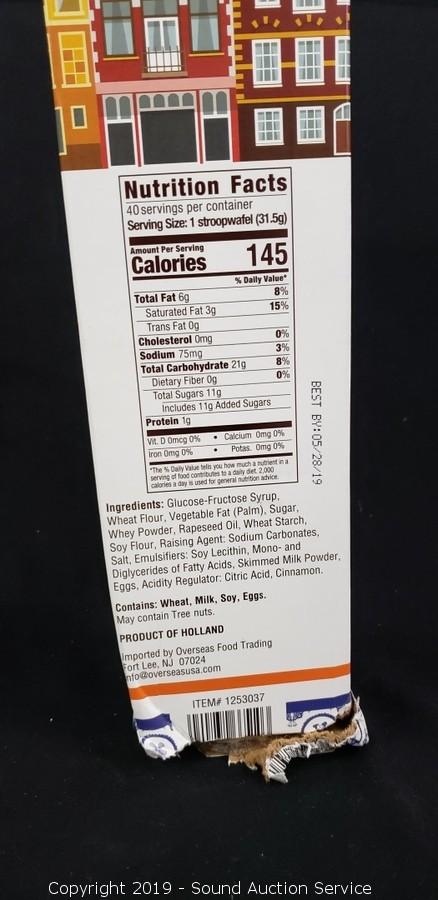 Nutrition Facts
40 servings per container
Serving Size: 1 stroopwafel (31.5g)
Amount Per Serving
Calories 145
% Daily Value*
Total Fat 6g 8%
Saturated Fat 3g 15%
Trans Fat 0g
Cholesterol 0mg 0%
Sodium 75mg 3%
Total Carbohydrate 21g 8%
Dietary Fiber 0g 0%
Total Sugars 11g
Includes 11g Added Sugars
Protein 1g
Vit. D 0mcg 0% • Calcium 0mg 0%
Iron 0mg 0% • Potas. 0mg 0%
*The % Daily Value tells you how much a nutrient in a
serving of food contributes to a daily diet. 2,000
calories a day is used for general nutrition advice.
BEST BY:05/28/19
Ingredients: Glucose-Fructose Syrup,
Wheat Flour, Vegetable Fat (Palm), Sugar,
Whey Powder, Rapeseed Oil, Wheat Starch,
Soy Flour, Raising Agent: Sodium Carbonates,
Salt, Emulsifiers: Soy Lecithin, Mono- and
Diglycerides of Fatty Acids, Skimmed Milk Powder,
Eggs, Acidity Regulator: Citric Acid, Cinnamon.
Contains: Wheat, Milk, Soy, Eggs.
May contain Tree nuts.
PRODUCT OF HOLLAND
Imported by Overseas Food Trading
Fort Lee, NJ 07024
info@overseasusa.com
ITEM# 1253037
Copyright 2019 - Sound Auction Service